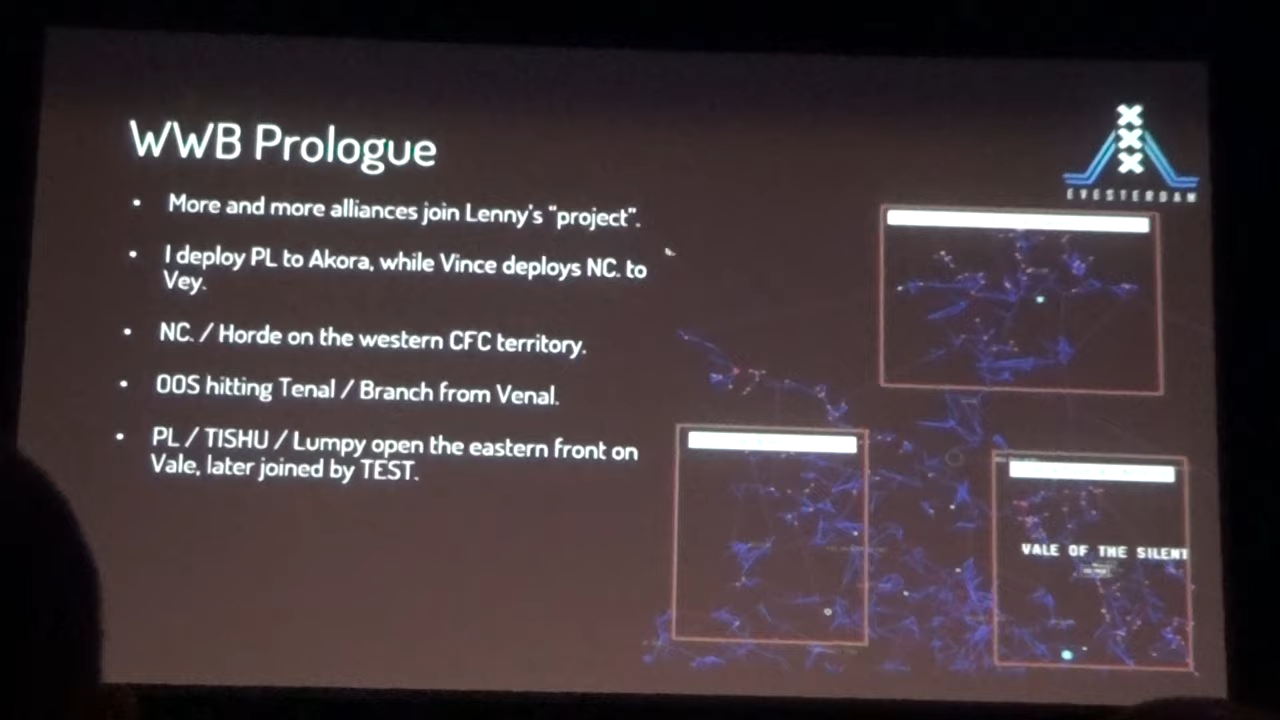 WWB Prologue
• More and more alliances join Lenny's "project".
• I deploy PL to Akora, while Vince deploys NC. to
Vey.
• NC. / Horde on the western CFC territory.
• OOS hitting Tenal / Branch from Venal.
• PL / TISHU / Lumpy open the eastern front on
Vale, later joined by TEST.
EVESTERDAM
VALE OF THE SILENT